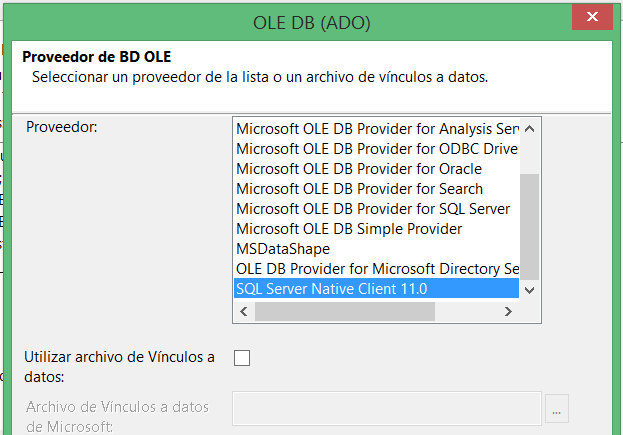 OLE DB (ADO)
Proveedor de BD OLE
Seleccionar un proveedor de la lista o un archivo de vínculos a datos.
Proveedor:
Microsoft OLE DB Provider for Analysis Ser
Microsoft OLE DB Provider for ODBC Drive
Microsoft OLE DB Provider for Oracle
Microsoft OLE DB Provider for Search
Microsoft OLE DB Provider for SQL Server
Microsoft OLE DB Simple Provider
MSDataShape
OLE DB Provider for Microsoft Directory Se
SQL Server Native Client 11.0
Utilizar archivo de Vínculos a
datos:
Archivo de Vínculos a datos
de Microsoft:
...